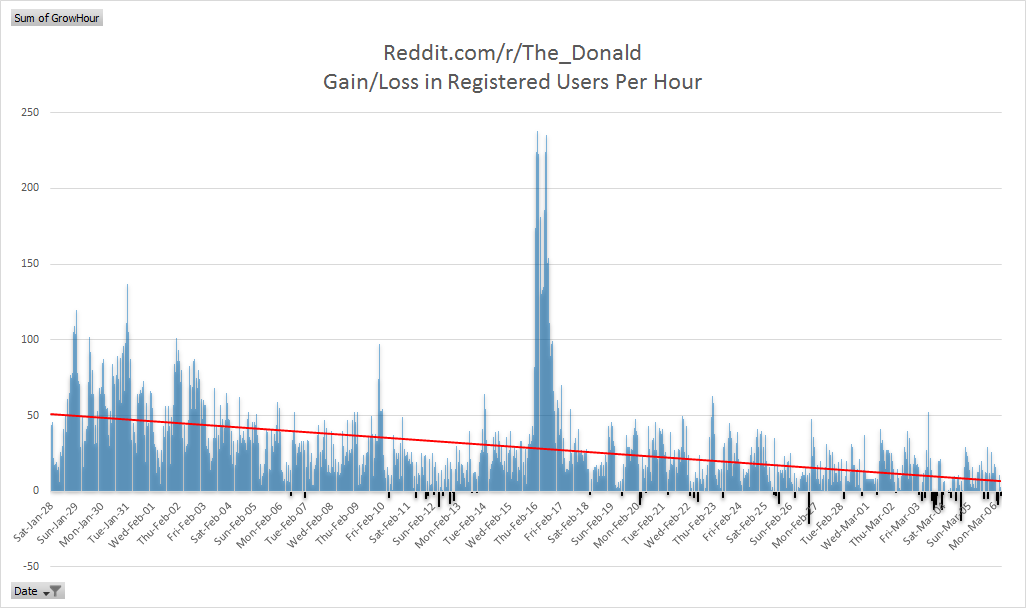 Sum of GrowHour
Reddit.com/r/The_Donald
Gain/Loss in Registered Users Per Hour
250
200
150
100
50
0
-50
Sat-Jan-28
Sun-Jan-29
Mon-Jan-30
Tue-Jan-31
Wed-Feb-01
Thu-Feb-02
Fri-Feb-03
Sat-Feb-04
Sun-Feb-05
Mon-Feb-06
Tue-Feb-07
Wed-Feb-08
Thu-Feb-09
Fri-Feb-10
Sat-Feb-11
Sun-Feb-12
Mon-Feb-13
Tue-Feb-14
Wed-Feb-15
Thu-Feb-16
Fri-Feb-17
Sat-Feb-18
Sun-Feb-19
Mon-Feb-20
Tue-Feb-21
Wed-Feb-22
Thu-Feb-23
Fri-Feb-24
Sat-Feb-25
Sun-Feb-26
Mon-Feb-27
Tue-Feb-28
Wed-Mar-01
Thu-Mar-02
Fri-Mar-03
Sat-Mar-04
Sun-Mar-05
Mon-Mar-06
Date